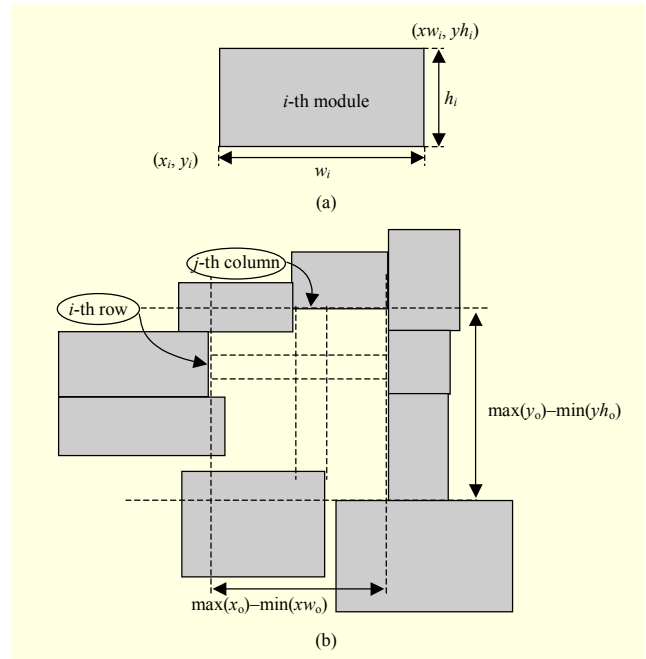 (xwᵢ, yhᵢ)
i-th module
hᵢ
(xᵢ, yᵢ)
wᵢ
(a)
j-th column
i-th row
max(yₒ)–min(yhₒ)
max(xₒ)–min(xwₒ)
(b)